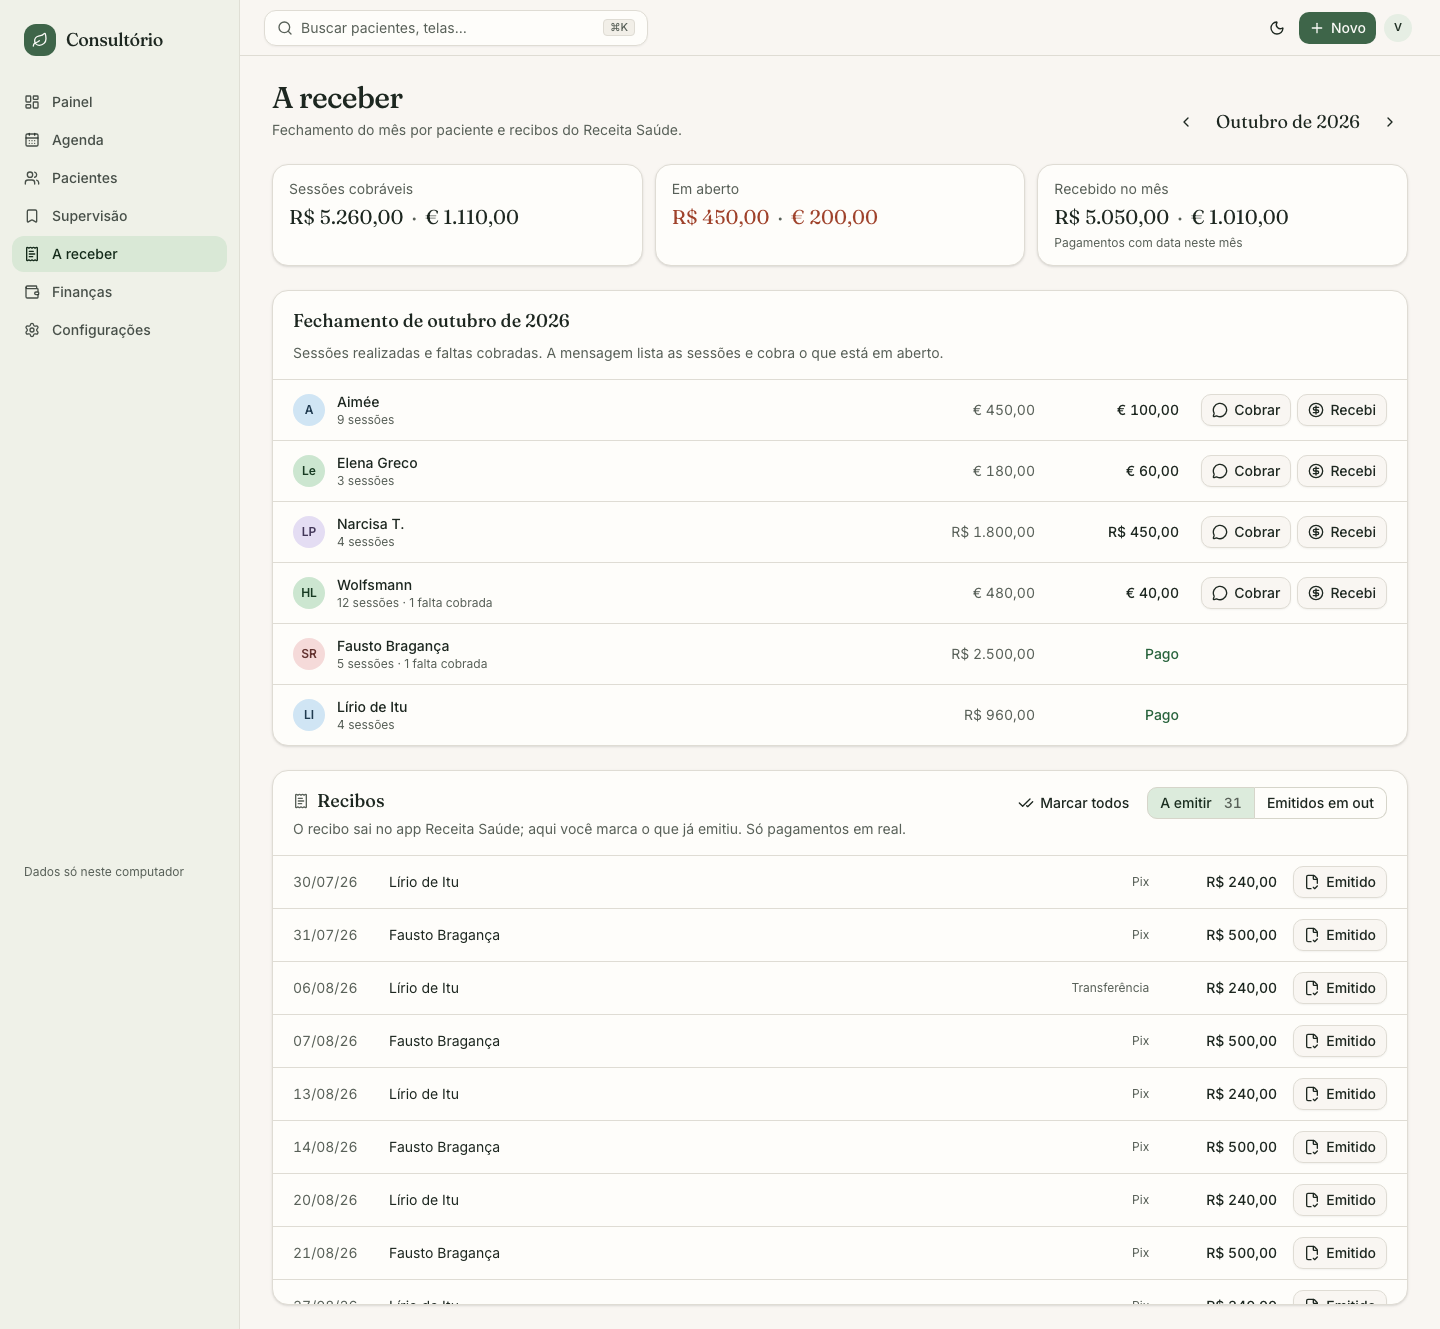 Consultório
Buscar pacientes, telas...
⌘K
Novo
V
Painel
Agenda
Pacientes
Supervisão
A receber
Finanças
Configurações
Dados só neste computador
A receber
Fechamento do mês por paciente e recibos do Receita Saúde.
Outubro de 2026
Sessões cobráveis
R$ 5.260,00 · € 1.110,00
Em aberto
R$ 450,00 · € 200,00
Recebido no mês
R$ 5.050,00 · € 1.010,00
Pagamentos com data neste mês
Fechamento de outubro de 2026
Sessões realizadas e faltas cobradas. A mensagem lista as sessões e cobra o que está em aberto.
A Aimée € 450,00 € 100,00 Cobrar Recebi
9 sessões
Le Elena Greco € 180,00 € 60,00 Cobrar Recebi
3 sessões
LP Narcisa T. R$ 1.800,00 R$ 450,00 Cobrar Recebi
4 sessões
HL Wolfsmann € 480,00 € 40,00 Cobrar Recebi
12 sessões · 1 falta cobrada
SR Fausto Bragança R$ 2.500,00 Pago
5 sessões · 1 falta cobrada
LI Lírio de Itu R$ 960,00 Pago
4 sessões
Recibos
Marcar todos A emitir 31 Emitidos em out
O recibo sai no app Receita Saúde; aqui você marca o que já emitiu. Só pagamentos em real.
30/07/26 Lírio de Itu Pix R$ 240,00 Emitido
31/07/26 Fausto Bragança Pix R$ 500,00 Emitido
06/08/26 Lírio de Itu Transferência R$ 240,00 Emitido
07/08/26 Fausto Bragança Pix R$ 500,00 Emitido
13/08/26 Lírio de Itu Pix R$ 240,00 Emitido
14/08/26 Fausto Bragança Pix R$ 500,00 Emitido
20/08/26 Lírio de Itu Pix R$ 240,00 Emitido
21/08/26 Fausto Bragança Pix R$ 500,00 Emitido